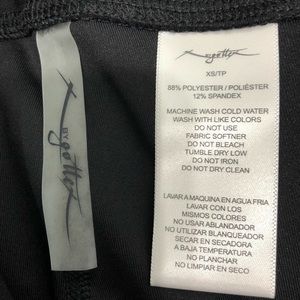 X BY gottex
X BY gottex
XS/TP
88% POLYESTER / POLIÉSTER
12% SPANDEX
MACHINE WASH COLD WATER
WASH WITH LIKE COLORS
DO NOT USE
FABRIC SOFTNER
DO NOT BLEACH
TUMBLE DRY LOW
DO NOT IRON
DO NOT DRY CLEAN
LAVAR A MAQUINA EN AGUA FRIA
LAVAR CON LOS
MISMOS COLORES
NO USAR ABLANDADOR
NO UTILIZAR BLANQUEADOR
SECAR EN SECADORA
A BAJA TEMPERATURA
NO PLANCHAR
NO LIMPIAR EN SECO